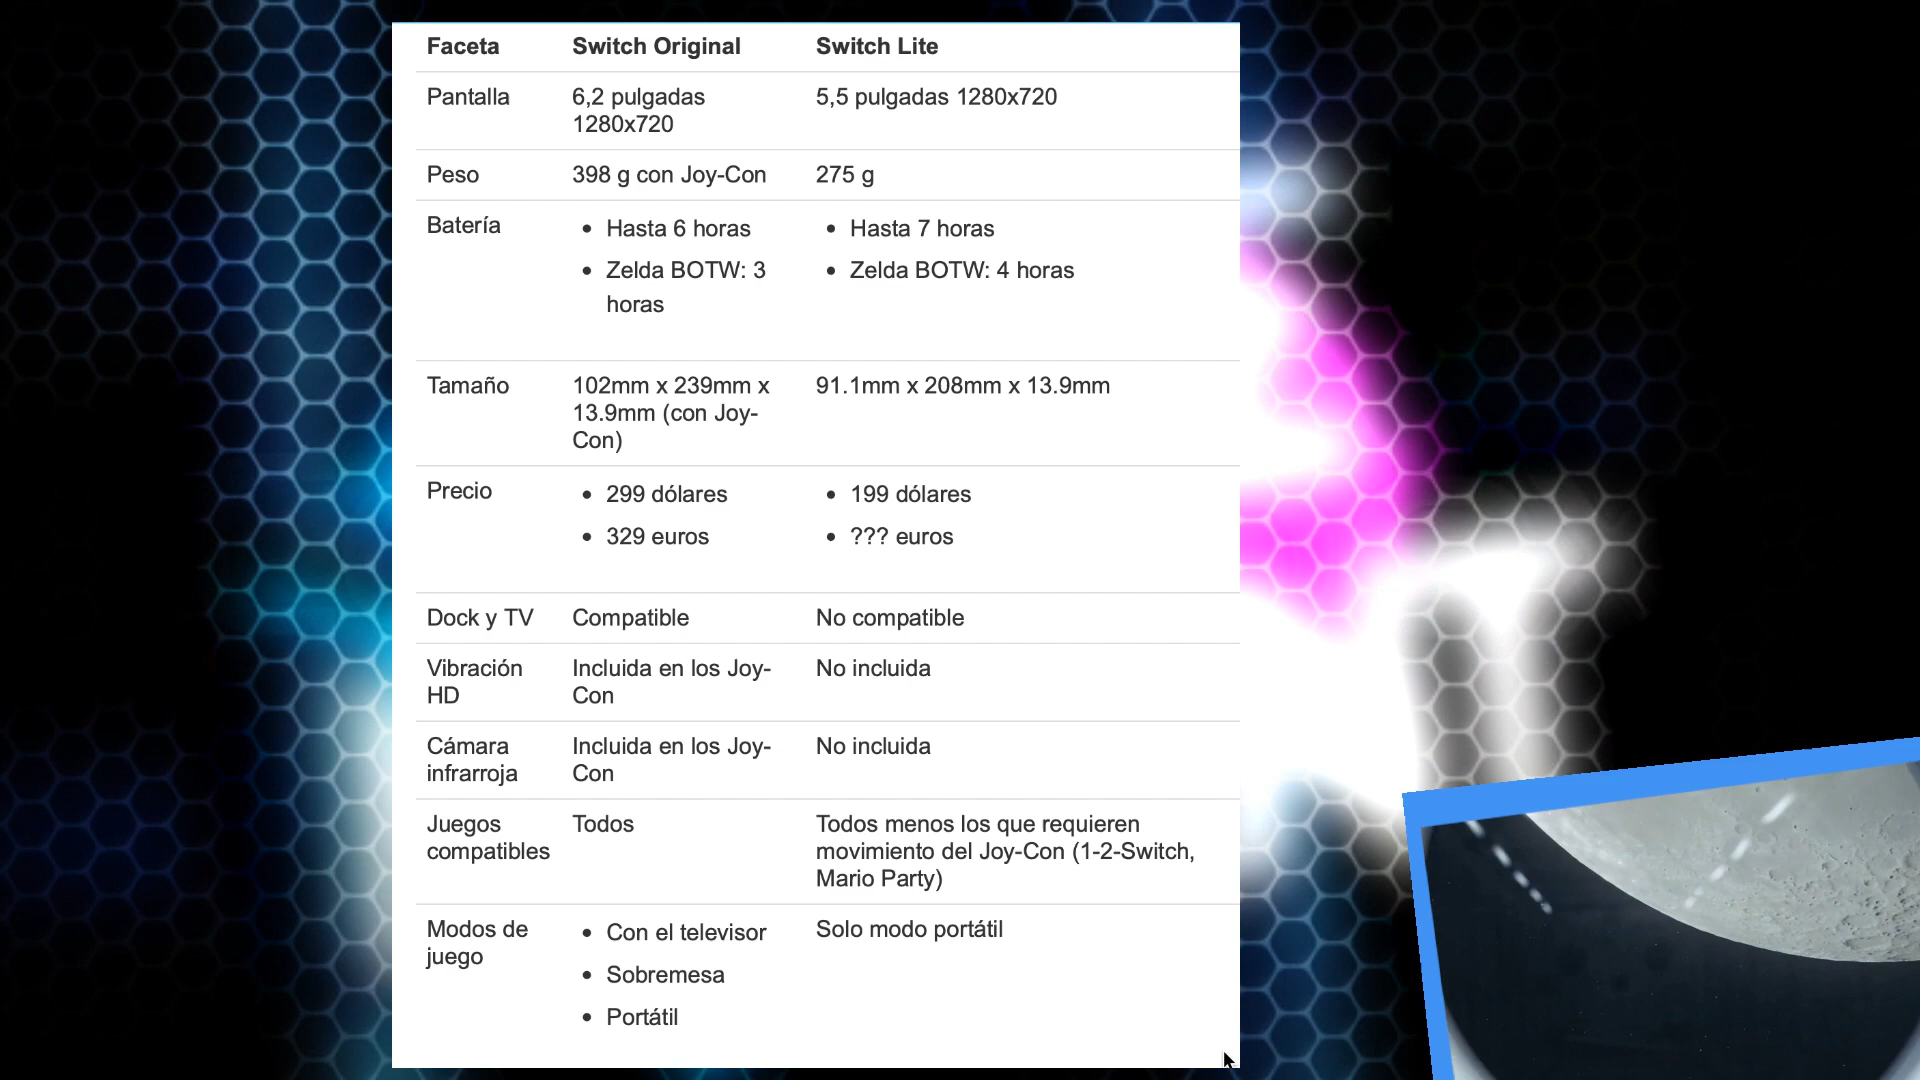 Faceta Switch Original Switch Lite
Pantalla 6,2 pulgadas 5,5 pulgadas 1280x720
1280x720
Peso 398 g con Joy-Con 275 g
Batería • Hasta 6 horas • Hasta 7 horas
• Zelda BOTW: 3 • Zelda BOTW: 4 horas
horas
Tamaño 102mm x 239mm x 91.1mm x 208mm x 13.9mm
13.9mm (con Joy-
Con)
Precio • 299 dólares • 199 dólares
• 329 euros • ??? euros
Dock y TV Compatible No compatible
Vibración Incluida en los Joy- No incluida
HD Con
Cámara Incluida en los Joy- No incluida
infrarroja Con
Juegos Todos Todos menos los que requieren
compatibles movimiento del Joy-Con (1-2-Switch,
Mario Party)
Modos de • Con el televisor Solo modo portátil
juego • Sobremesa
• Portátil